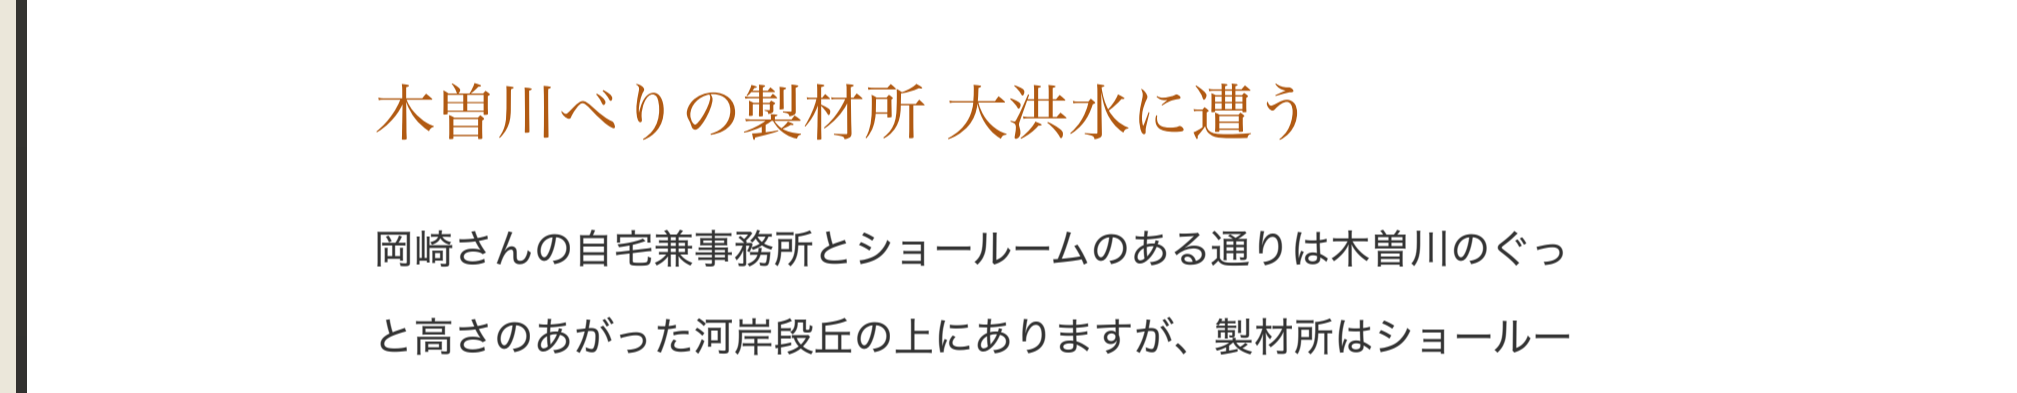 木曽川べりの製材所 大洪水に遭う
岡崎さんの自宅兼事務所とショールームのある通りは木曽川のぐっ
と高さのあがった河岸段丘の上にありますが、製材所はショールー